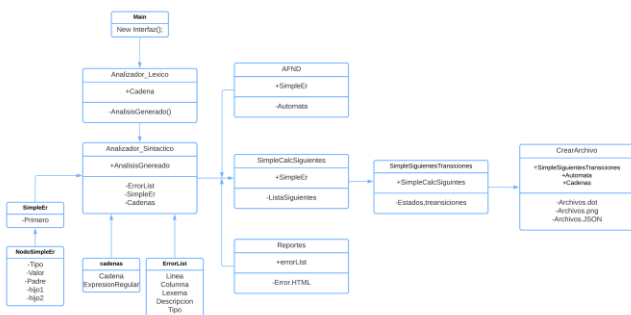 Main
New Interfaz();
Analizador_Lexico
+Cadena
-AnalisisGenerado()
Analizador_Sintactico
+AnalisisGnereado
-ErrorList
-SimpleEr
-Cadenas
SimpleEr
-Primero
NodoSimpleEr
-Tipo
-Valor
-Padre
-hijo1
-hijo2
cadenas
Cadena
ExpresionRegular
ErrorList
Linea
Columna
Lexema
Descripcion
Tipo
AFND
+SimpleEr
-Automata
SimpleCalcSiguientes
+SimpleEr
-ListaSiguientes
Reportes
+errorLIst
-Error.HTML
SimpleSiguientesTransiciones
+SimpleCalcSiguintes
-Estados,treansiciones
CrearArchivo
+SimpleSiguientesTransiciones
+Automata
+Cadenas
-Archivos.dot
-Archivos.png
-Archivos.JSON